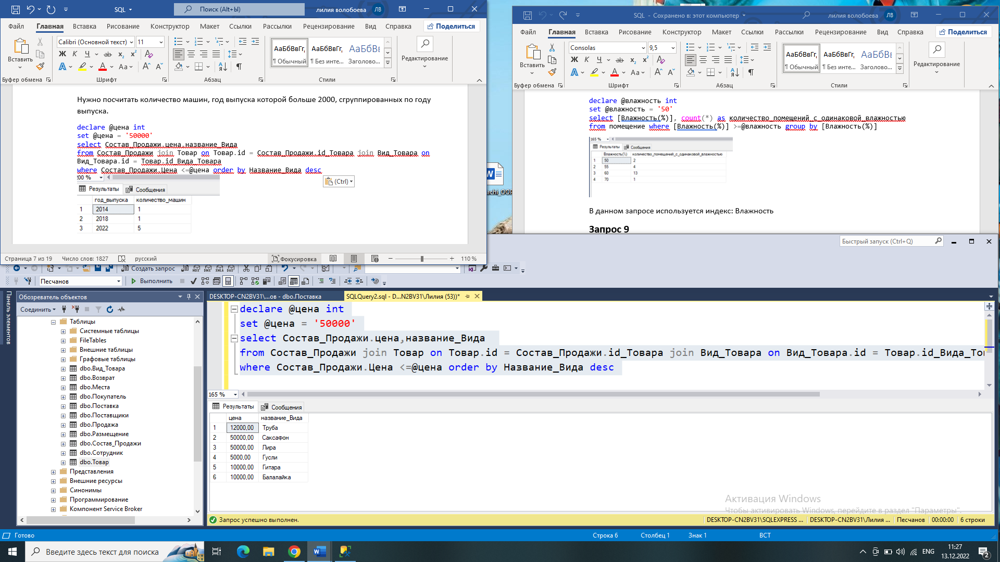 SQL
Поиск (Alt+Ы)
лилия волобоева
ЛВ
Файл Главная Вставка Рисование Конструктор Макет Ссылки Рассылки Рецензирование Вид Справка Поделиться
Вставить
Calibri (Основной текст) 11
Ж К Ч ab x₂ x²
АаБбВвГг, АаБбВвГг, АаБбВв
¶ Обычный ¶ Без инте... Заголово...
Редактирование
Буфер обмена Шрифт Абзац Стили
Нужно посчитать количество машин, год выпуска которой больше 2000, сгруппированных по году
выпуска.
declare @цена int
set @цена = '50000'
select Состав_Продажи.цена,название_Вида
from Состав_Продажи join Товар on Товар.id = Состав_Продажи.id_Товара join Вид_Товара on
Вид_Товара.id = Товар.id_Вида_Товара
where Состав_Продажи.Цена <=@цена order by Название_Вида desc
(Ctrl)
200 %
Результаты Сообщения
год_выпуска количество_машин
1 2014 1
2 2018 1
3 2022 5
Страница 7 из 19 Число слов: 1827 русский Фокусировка 110 %
SQL - Сохранено в: этот компьютер
лилия волобоева
ЛВ
Файл Главная Вставка Рисование Конструктор Макет Ссылки Рассылки Рецензирование Вид Справка Поделиться
Вставить
Consolas 9,5
Ж К Ч ab x₂ x²
АаБбВвГг, АаБбВвГг, АаБбВв
¶ Обычный ¶ Без инте... Заголово...
Редактирование
Буфер обмена Шрифт Абзац Стили
declare @влажность int
set @влажность = '50'
select [Влажность(%)], count(*) as количество_помещений_с_одинаковой_влажностью
from помещение where [Влажность(%)] >=@влажность group by [Влажность(%)]
165 %
Результаты Сообщения
Влажность(%) количество_помещений_с_одинаковой_влажностью
1 50 2
2 55 4
3 60 13
4 70 1
В данном запросе используется индекс: Влажность
Запрос 9
achi_OOP
Быстрый запуск (Ctrl+Q)
Создать запрос MDX DMX XMLA DAX
Песчанов Выполнить
Панель элементов
Обозреватель объектов
Соединить
Таблицы
Системные таблицы
FileTables
Внешние таблицы
Графовые таблицы
dbo.Вид_Товара
dbo.Возврат
dbo.Места
dbo.Покупатель
dbo.Поставка
dbo.Поставщики
dbo.Продажа
dbo.Размещение
dbo.Состав_Продажи
dbo.Сотрудник
dbo.Товар
Представления
Внешние ресурсы
Синонимы
Программирование
Компонент Service Broker
DESKTOP-CN2BV31\...ов - dbo.Поставка
SQLQuery2.sql - D...N2BV31\Лилия (53))*
declare @цена int
set @цена = '50000'
select Состав_Продажи.цена,название_Вида
from Состав_Продажи join Товар on Товар.id = Состав_Продажи.id_Товара join Вид_Товара on Вид_Товара.id = Товар.id_Вида_То
where Состав_Продажи.Цена <=@цена order by Название_Вида desc
165 %
Результаты Сообщения
цена название_Вида
1 12000,00 Труба
2 50000,00 Саксафон
3 50000,00 Лира
4 5000,00 Гусли
5 10000,00 Гитара
6 10000,00 Балалайка
Активация Windows
Чтобы активировать Windows, перейдите в раздел "Параметры".
Запрос успешно выполнен.
DESKTOP-CN2BV31\SQLEXPRESS ... DESKTOP-CN2BV31\Лилия ... Песчанов 00:00:00 6 строки
Готово Строка 6 Столбец 1 Знак 1 ВСТ
Введите здесь текст для поиска
ENG
11:27
13.12.2022
2